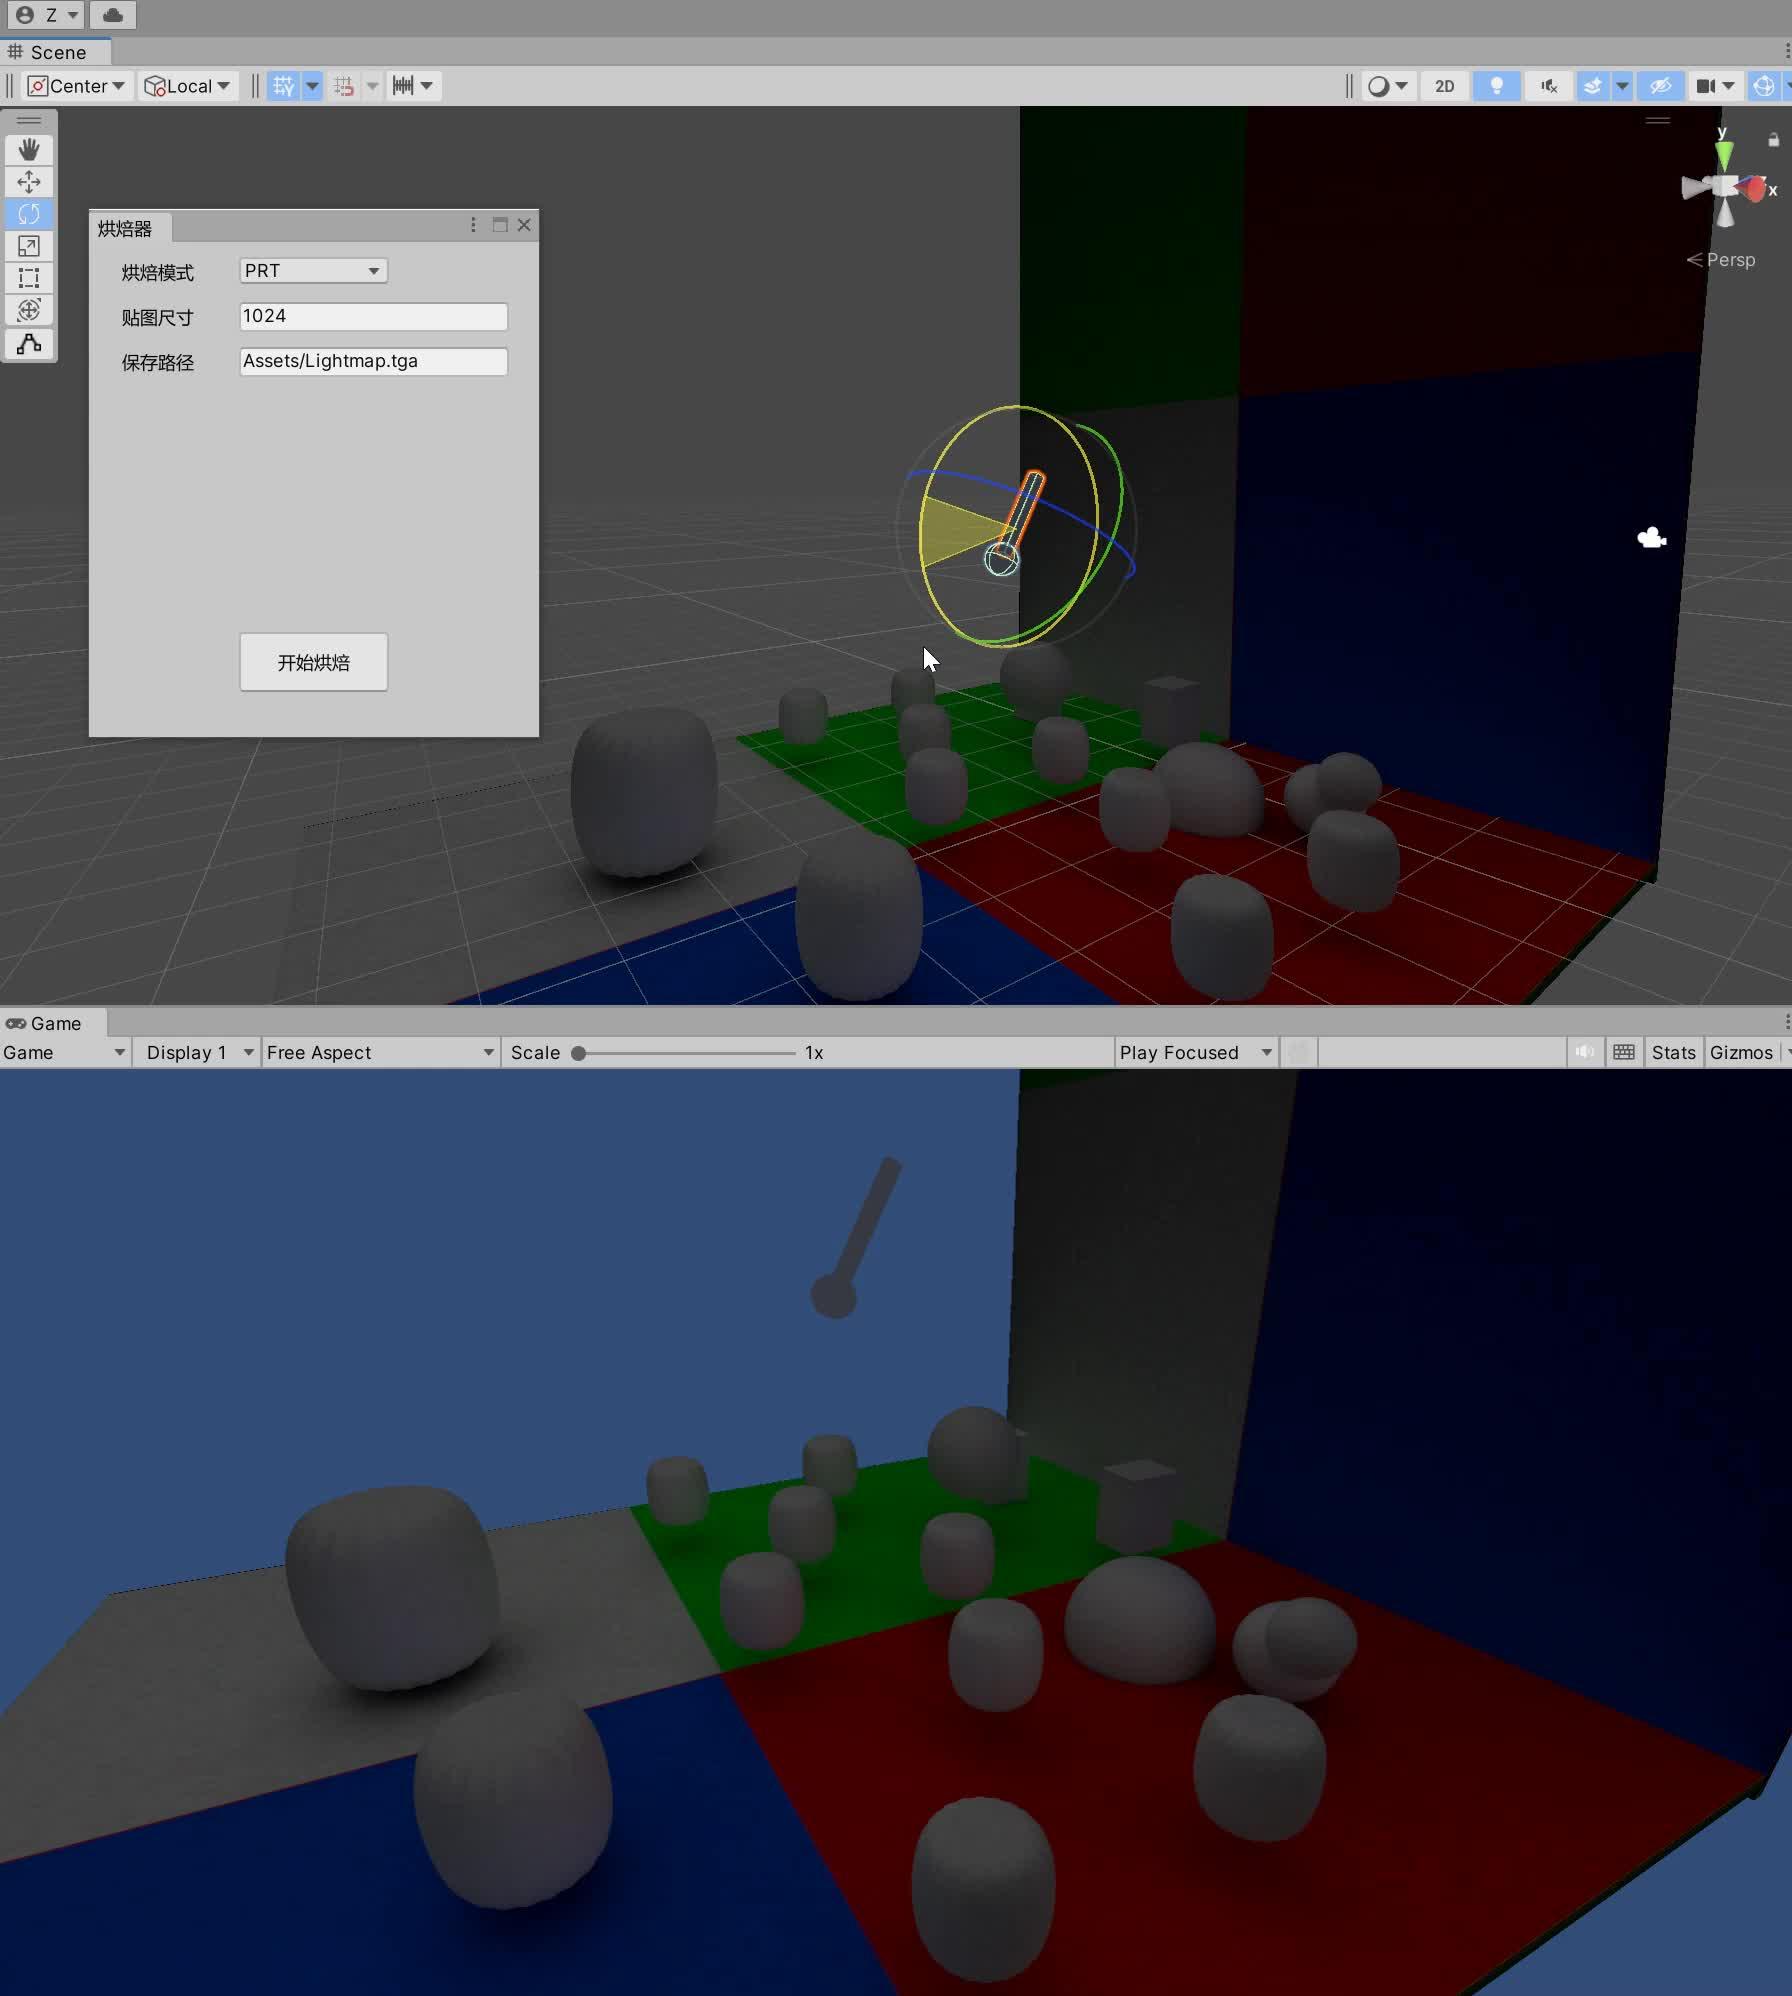 Z
Scene
Center Local 2D
y
x
Persp
烘焙器
烘焙模式 PRT
贴图尺寸 1024
保存路径 Assets/Lightmap.tga
开始烘焙
Game
Game Display 1 Free Aspect Scale 1x Play Focused Stats Gizmos